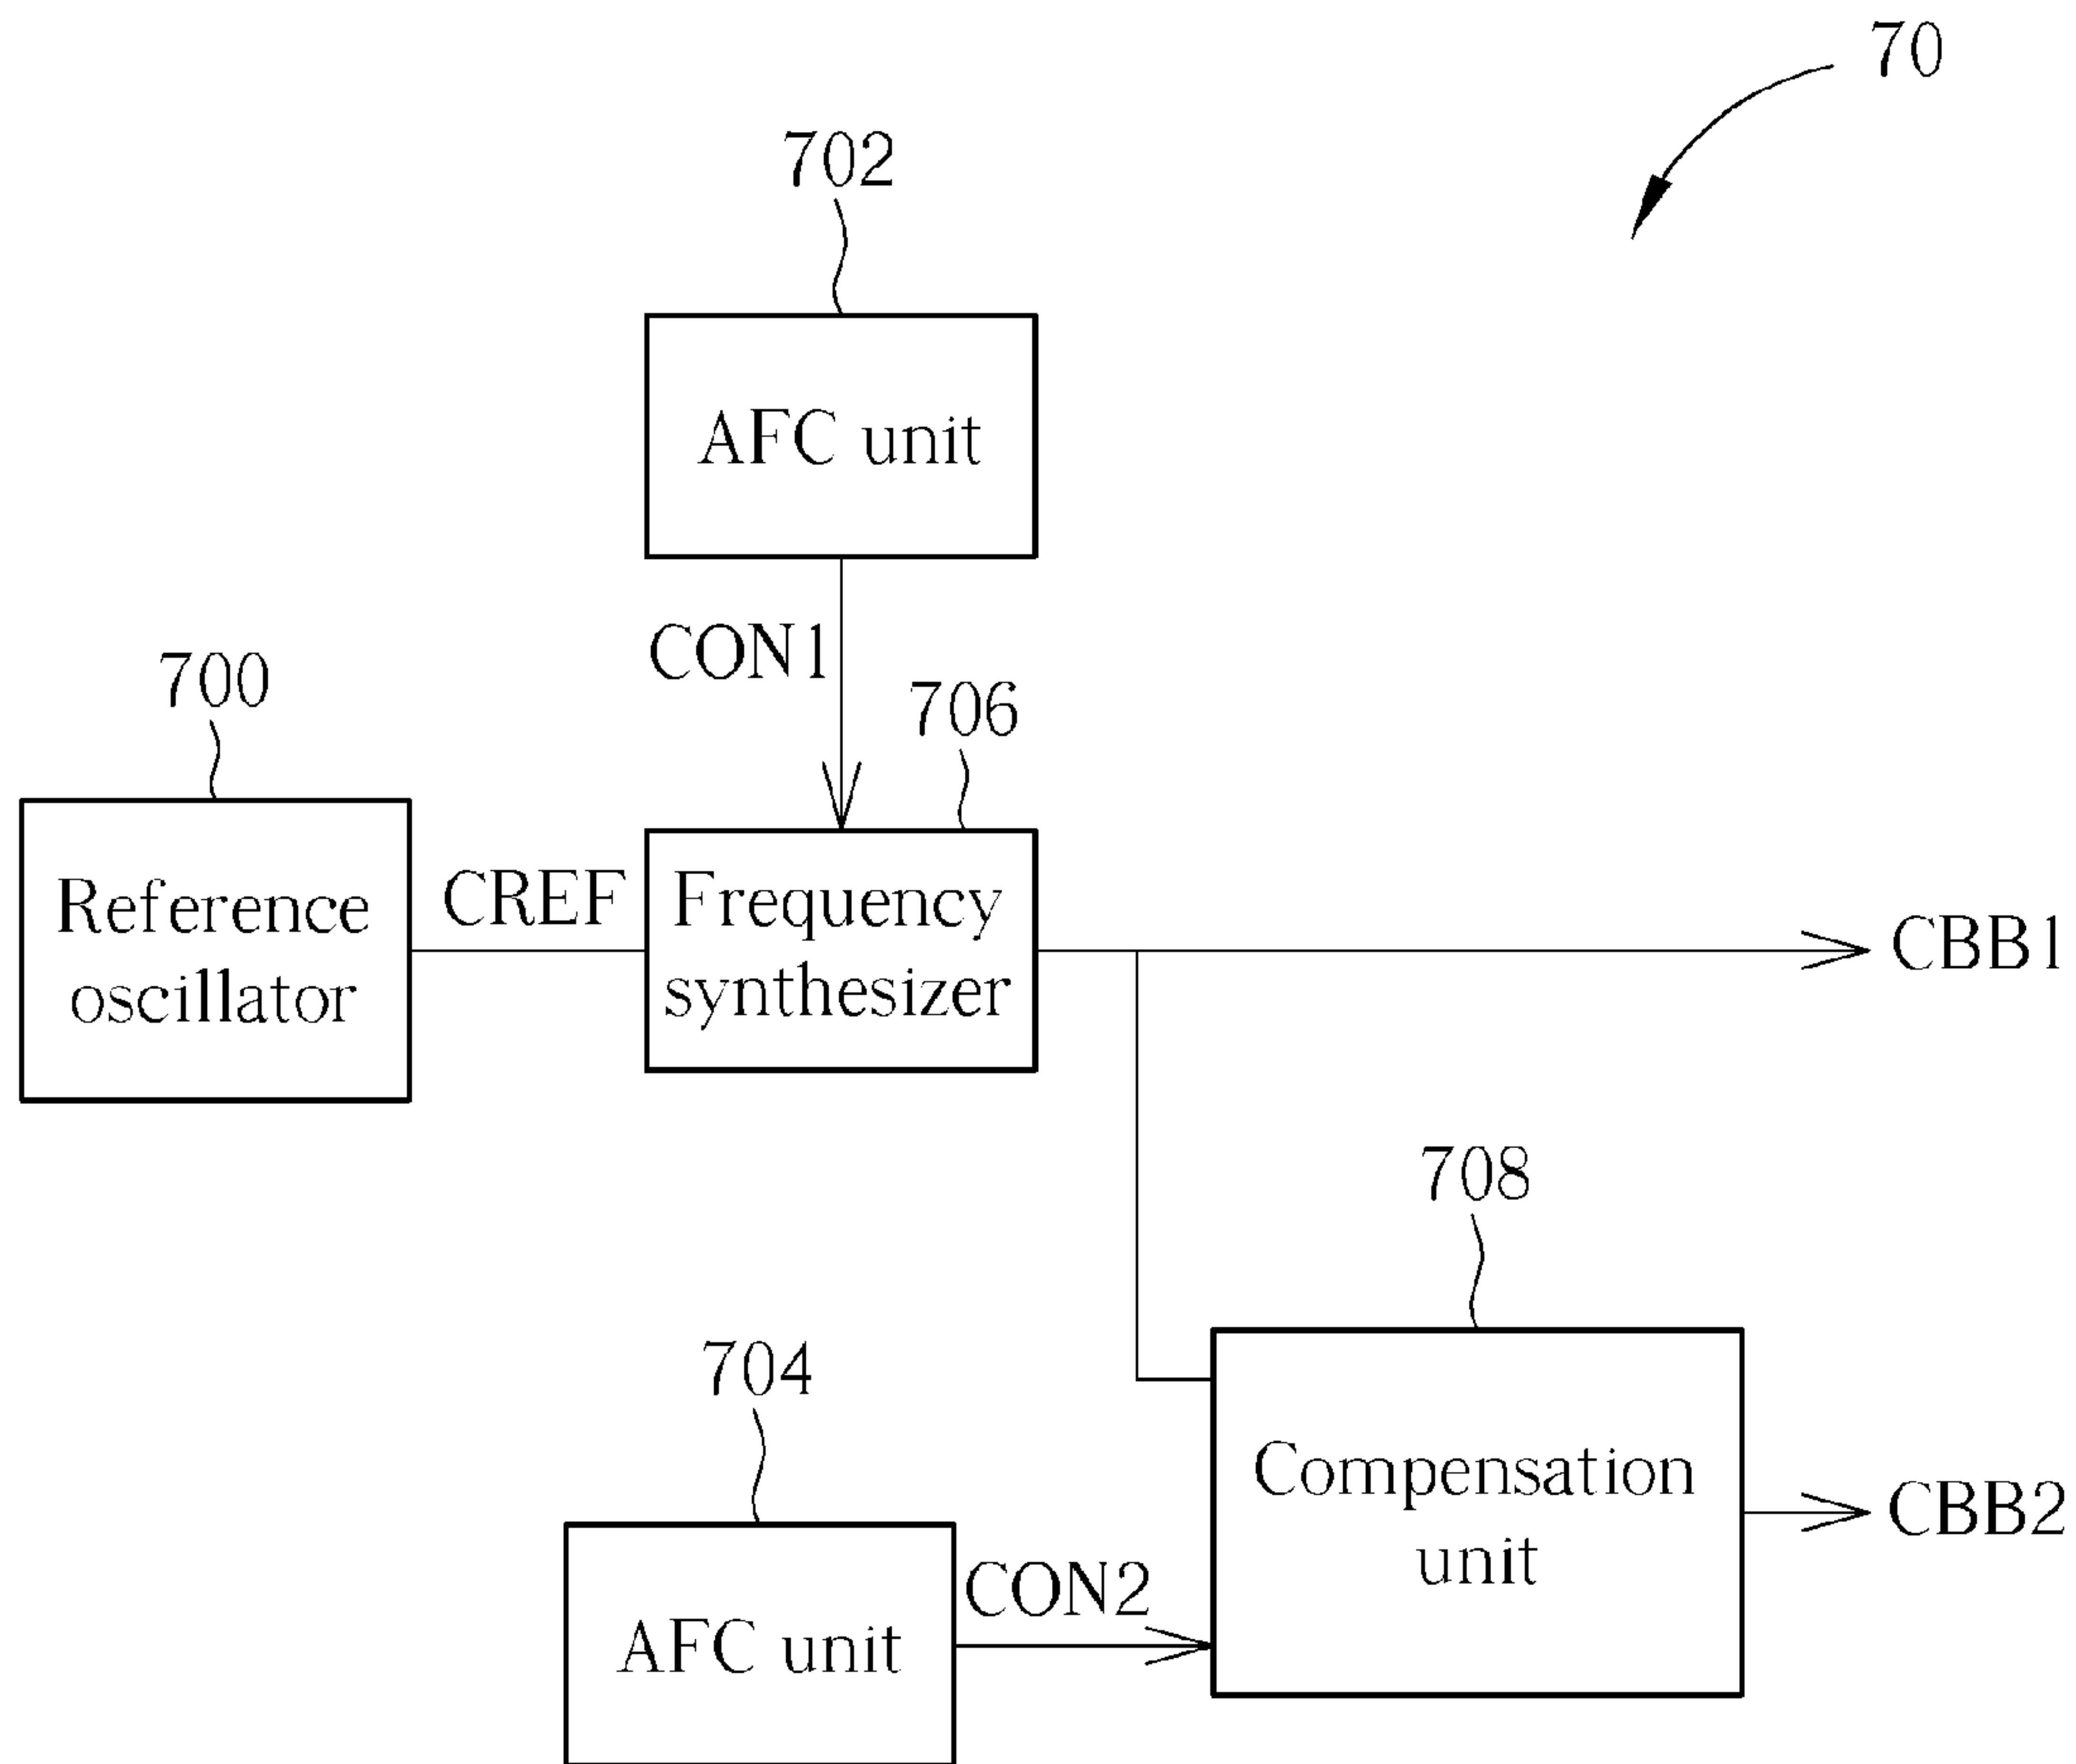 70
702
AFC unit
CON1
700
706
Reference
oscillator
CREF
Frequency
synthesizer
CBB1
708
704
Compensation
unit
CBB2
CON2
AFC unit